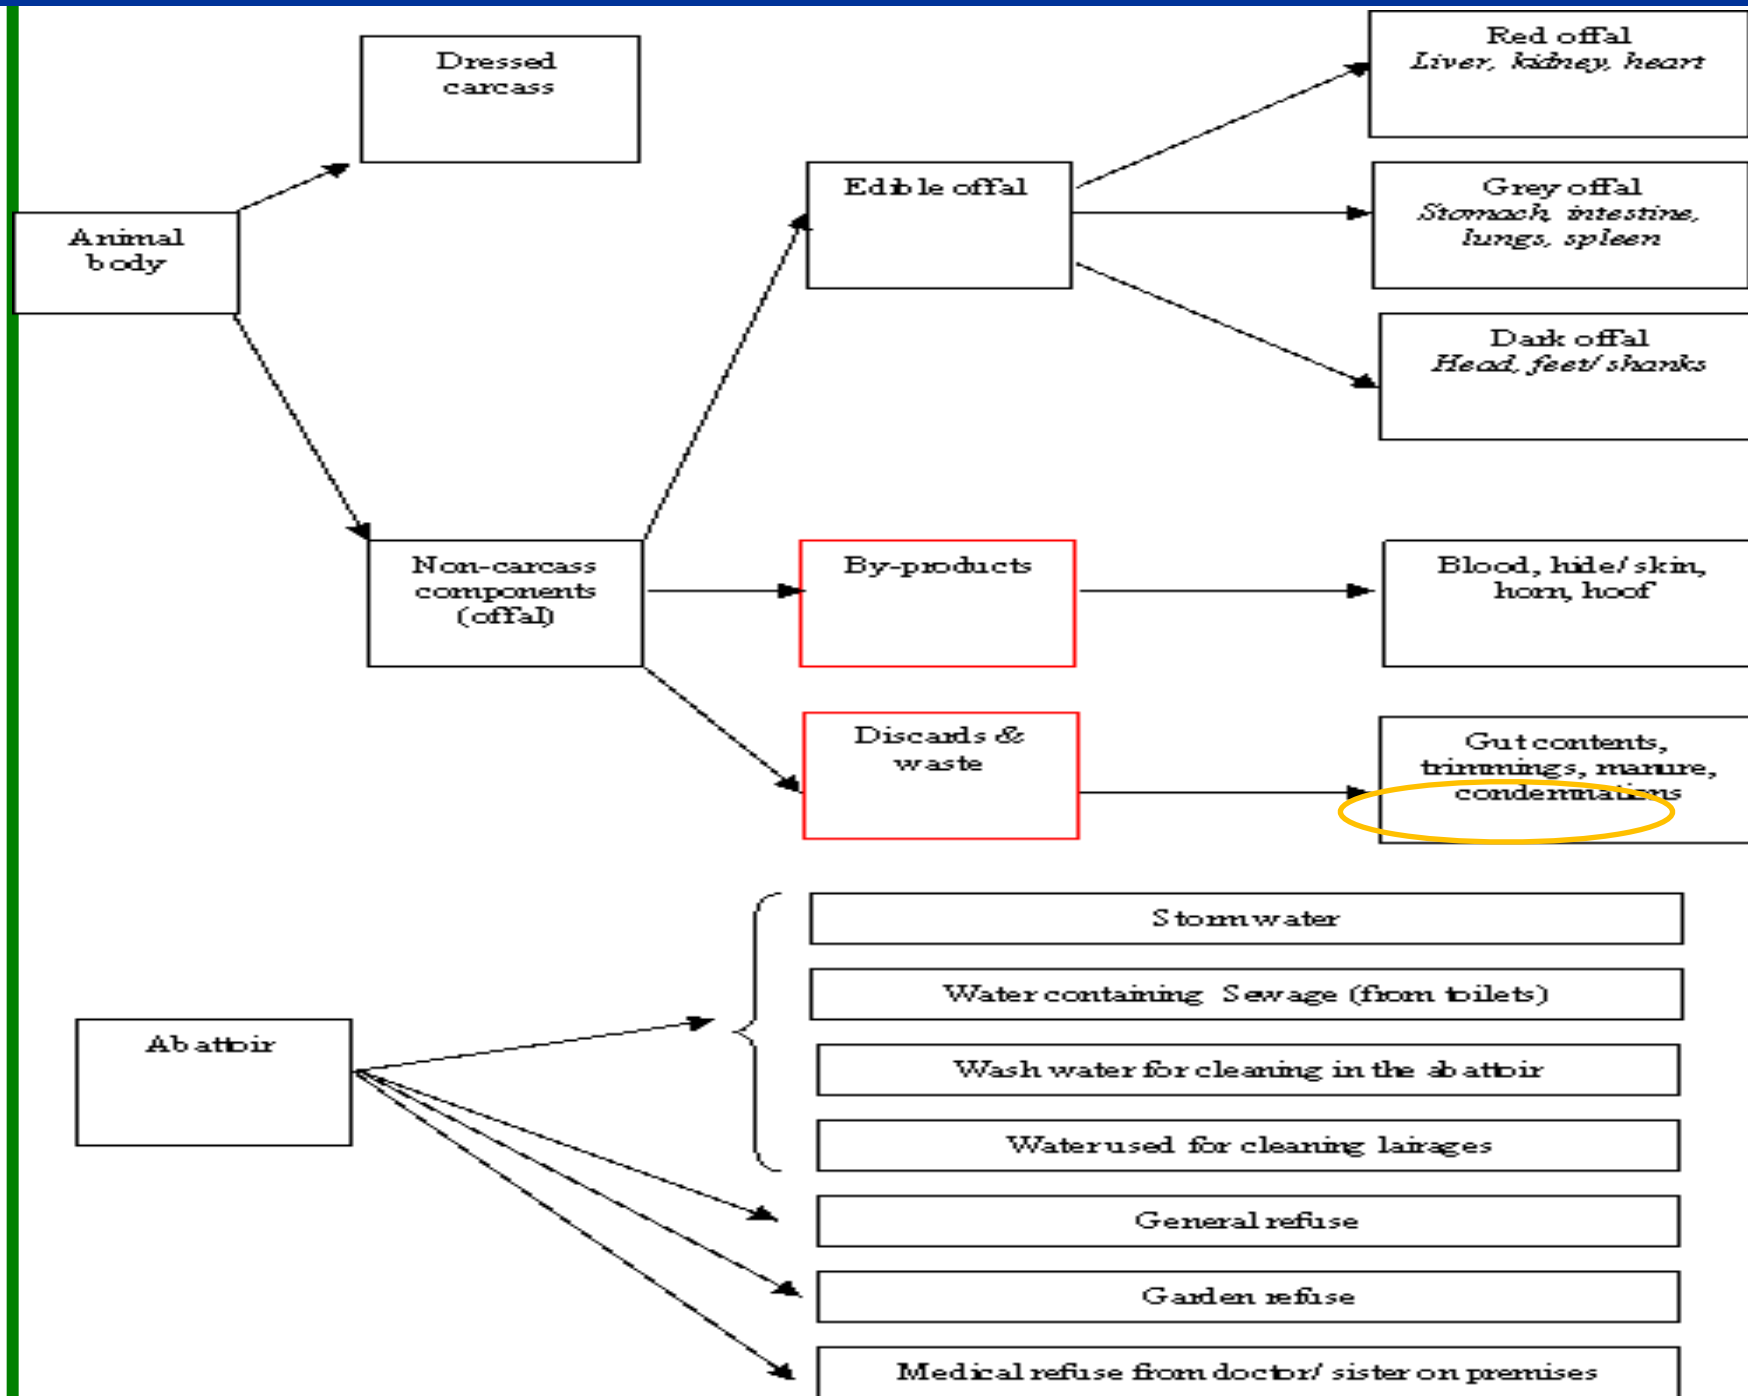 Dressed
carcass
Animal
body
Non-carcass
components
(offal)
Edible offal
Red offal
Liver, kidney, heart
Grey offal
Stomach, intestine,
lungs, spleen
Dark offal
Head, feet/ shanks
By-products
Blood, hide/ skin,
horn, hoof
Discards &
waste
Gut contents,
trimmings, manure,
condemnations
Abattoir
Storm water
Water containing Sewage (from toilets)
Wash water for cleaning in the abattoir
Water used for cleaning lairages
General refuse
Garden refuse
Medical refuse from doctor/ sister on premises